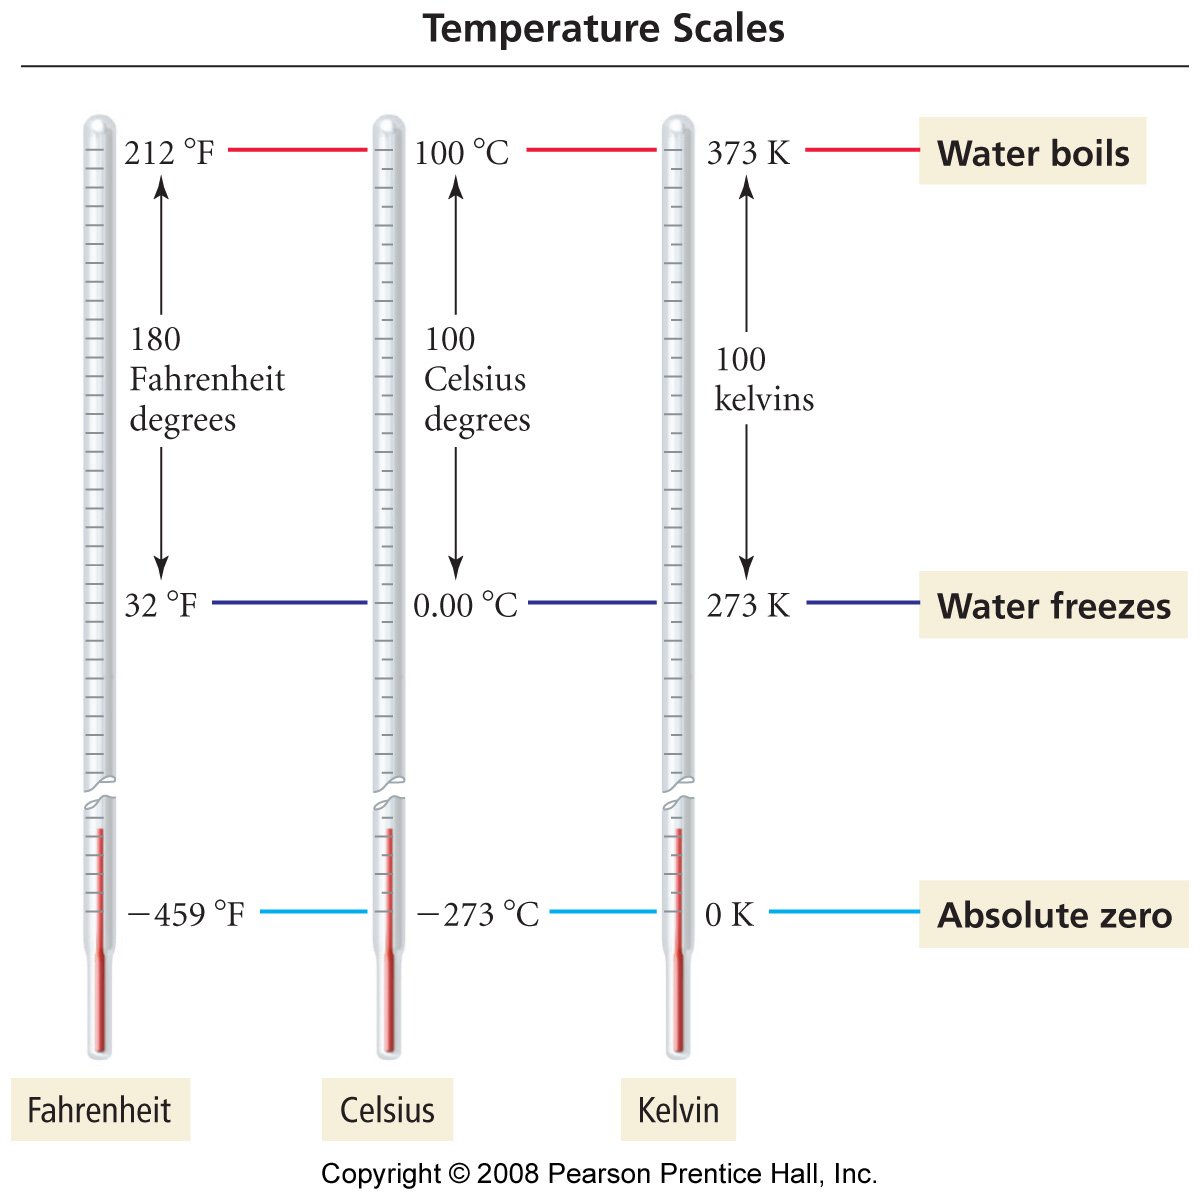 Temperature Scales
212 °F
100 °C
373 K
Water boils
180
Fahrenheit
degrees
100
Celsius
degrees
100
kelvins
32 °F
0.00 °C
273 K
Water freezes
−459 °F
−273 °C
0 K
Absolute zero
Fahrenheit
Celsius
Kelvin
Copyright © 2008 Pearson Prentice Hall, Inc.